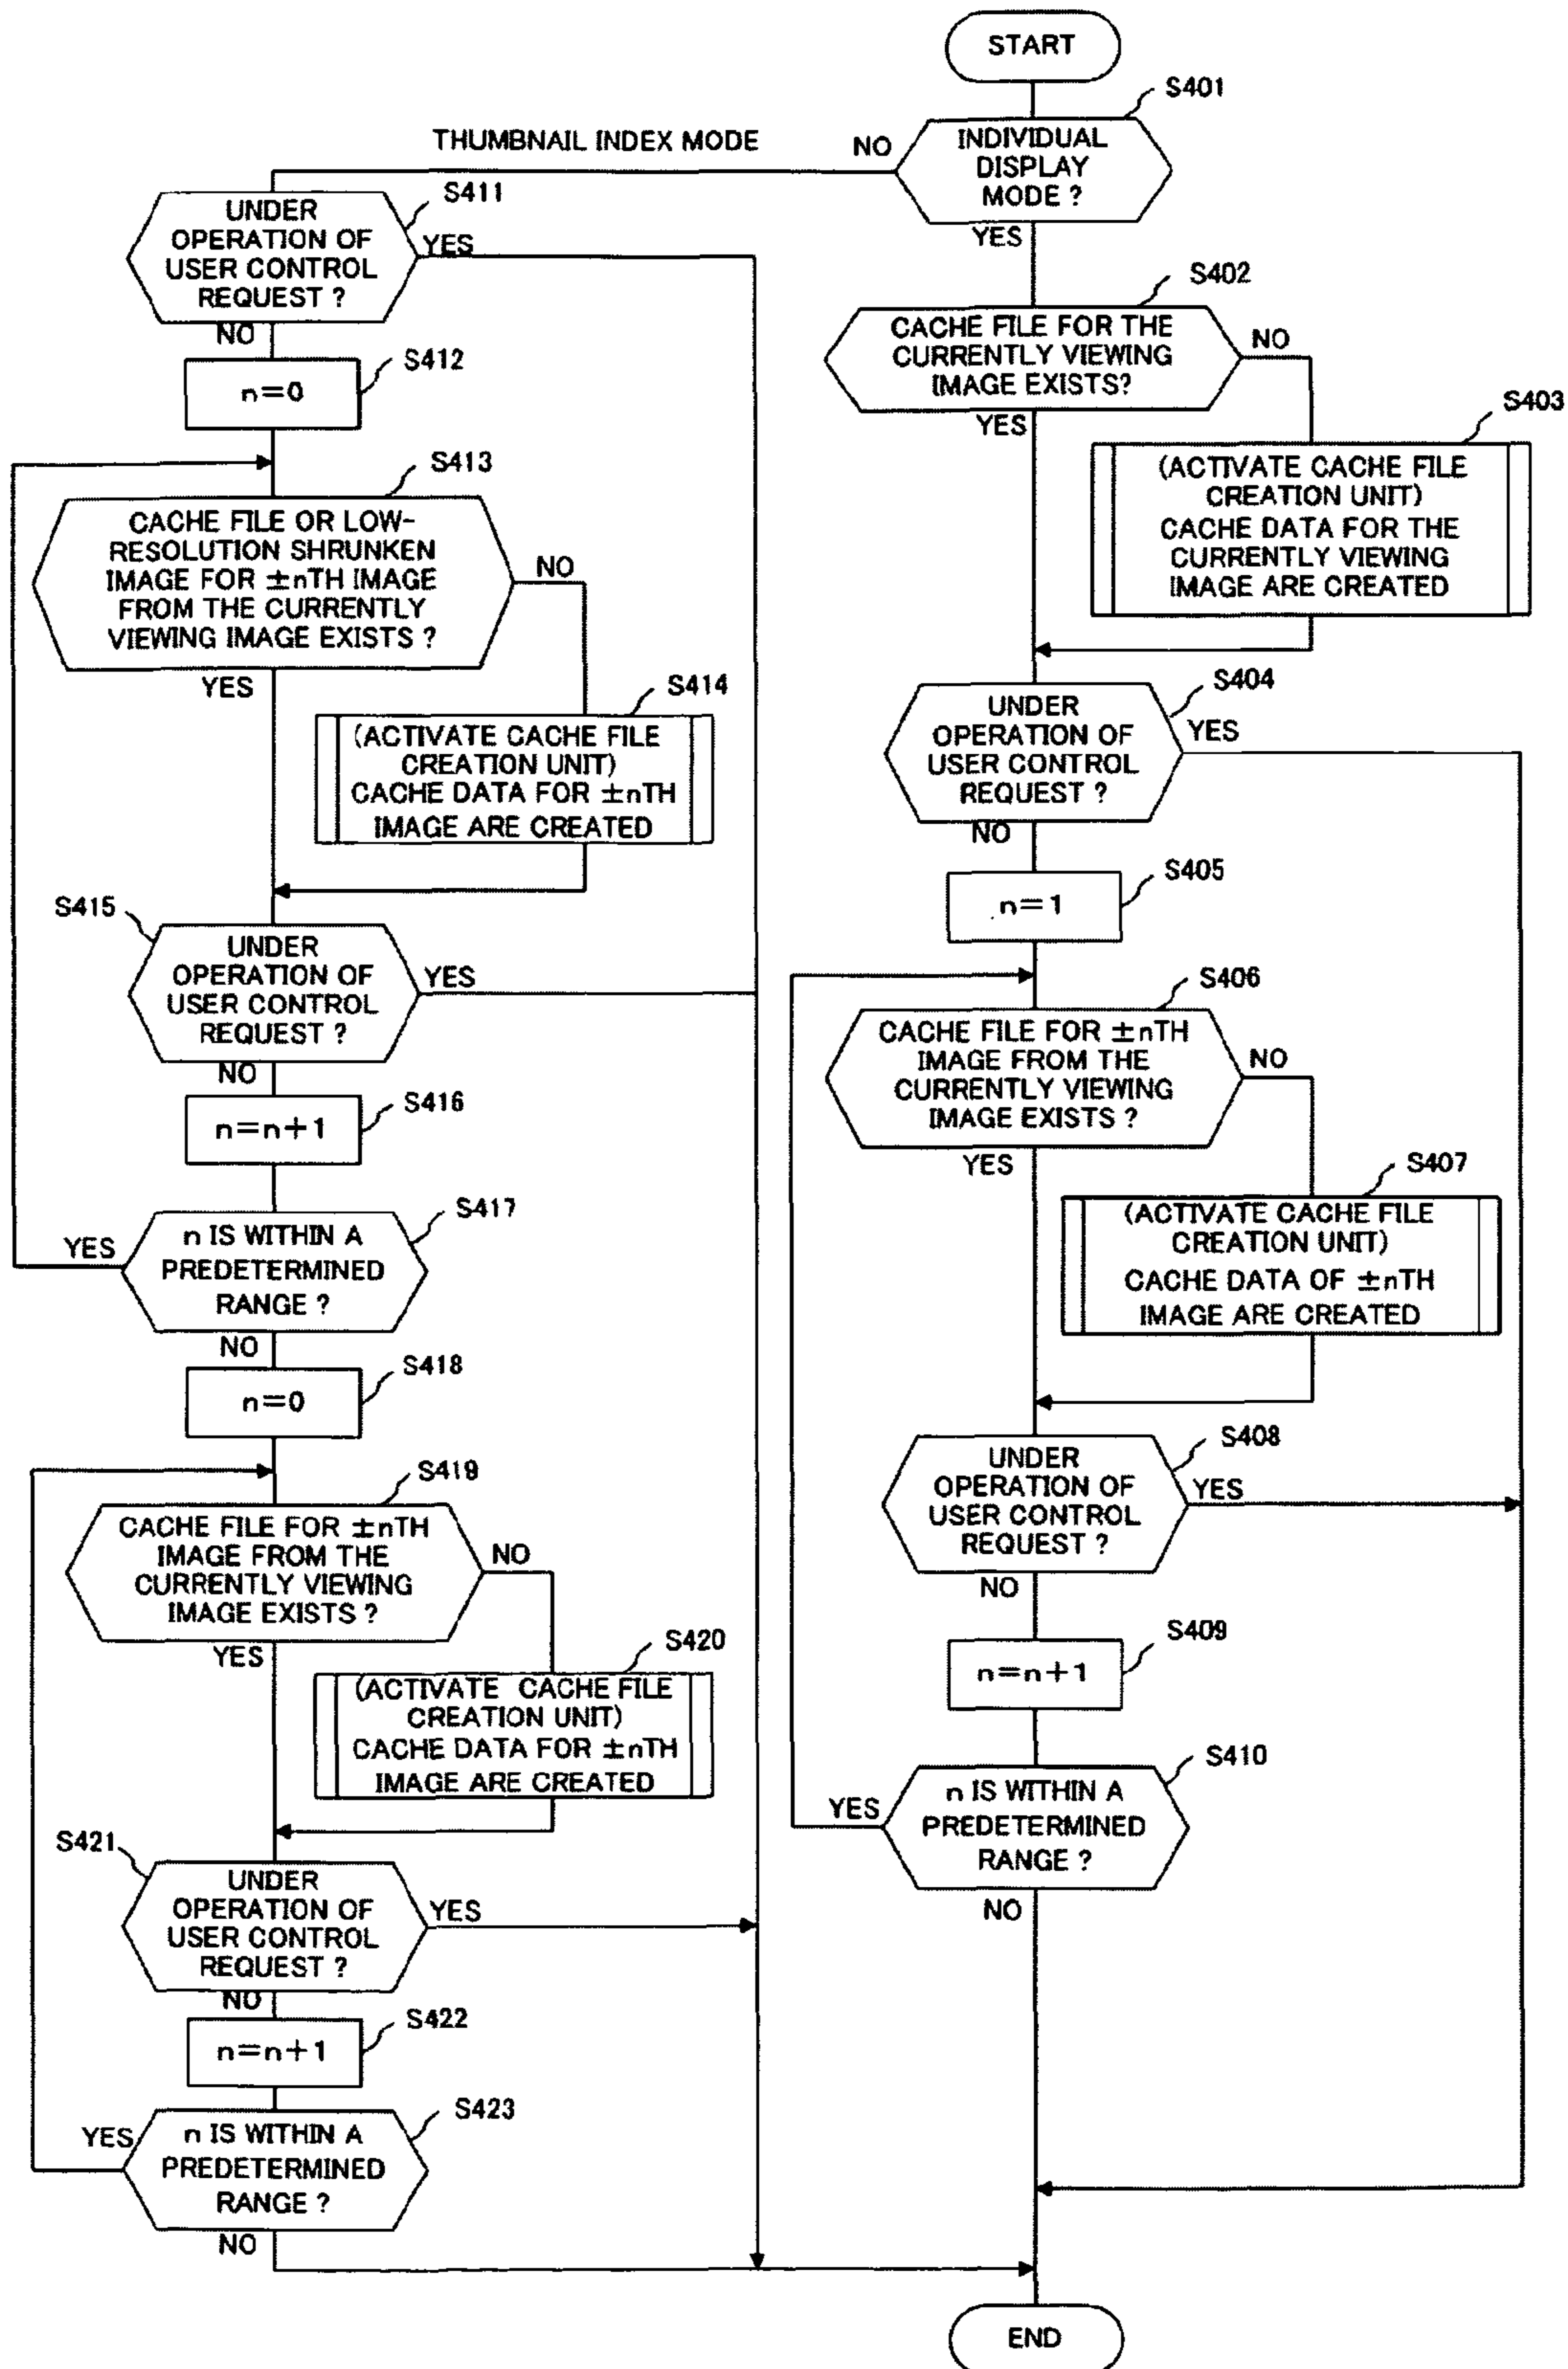 START
S401
INDIVIDUAL
DISPLAY
MODE ?
NO
THUMBNAIL INDEX MODE
YES
S402
CACHE FILE FOR THE
CURRENTLY VIEWING
IMAGE EXISTS?
NO
YES
S403
(ACTIVATE CACHE FILE
CREATION UNIT)
CACHE DATA FOR THE
CURRENTLY VIEWING
IMAGE ARE CREATED
S404
UNDER
OPERATION OF
USER CONTROL
REQUEST ?
YES
NO
S405
n=1
S406
CACHE FILE FOR ±nTH
IMAGE FROM THE
CURRENTLY VIEWING
IMAGE EXISTS ?
NO
YES
S407
(ACTIVATE CACHE FILE
CREATION UNIT)
CACHE DATA OF ±nTH
IMAGE ARE CREATED
S408
UNDER
OPERATION OF
USER CONTROL
REQUEST ?
YES
NO
S409
n=n+1
S410
n IS WITHIN A
PREDETERMINED
RANGE ?
YES
NO
S411
UNDER
OPERATION OF
USER CONTROL
REQUEST ?
YES
NO
S412
n=0
S413
CACHE FILE OR LOW-
RESOLUTION SHRUNKEN
IMAGE FOR ±nTH IMAGE
FROM THE CURRENTLY
VIEWING IMAGE EXISTS ?
NO
YES
S414
(ACTIVATE CACHE FILE
CREATION UNIT)
CACHE DATA FOR ±nTH
IMAGE ARE CREATED
S415
UNDER
OPERATION OF
USER CONTROL
REQUEST ?
YES
NO
S416
n=n+1
S417
n IS WITHIN A
PREDETERMINED
RANGE ?
YES
NO
S418
n=0
S419
CACHE FILE FOR ±nTH
IMAGE FROM THE
CURRENTLY VIEWING
IMAGE EXISTS ?
NO
YES
S420
(ACTIVATE CACHE FILE
CREATION UNIT)
CACHE DATA FOR ±nTH
IMAGE ARE CREATED
S421
UNDER
OPERATION OF
USER CONTROL
REQUEST ?
YES
NO
S422
n=n+1
S423
n IS WITHIN A
PREDETERMINED
RANGE ?
YES
NO
END